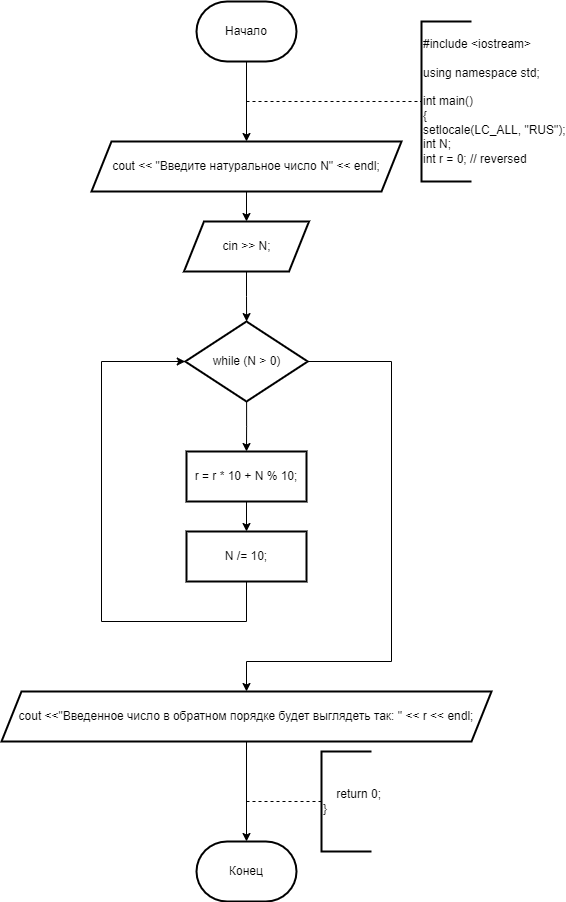 Начало
#include <iostream>
using namespace std;
int main()
{
setlocale(LC_ALL, "RUS");
int N;
int r = 0; // reversed
cout << "Введите натуральное число N" << endl;
cin >> N;
while (N > 0)
r = r * 10 + N % 10;
N /= 10;
cout <<"Введенное число в обратном порядке будет выглядеть так: " << r << endl;
return 0;
}
Конец